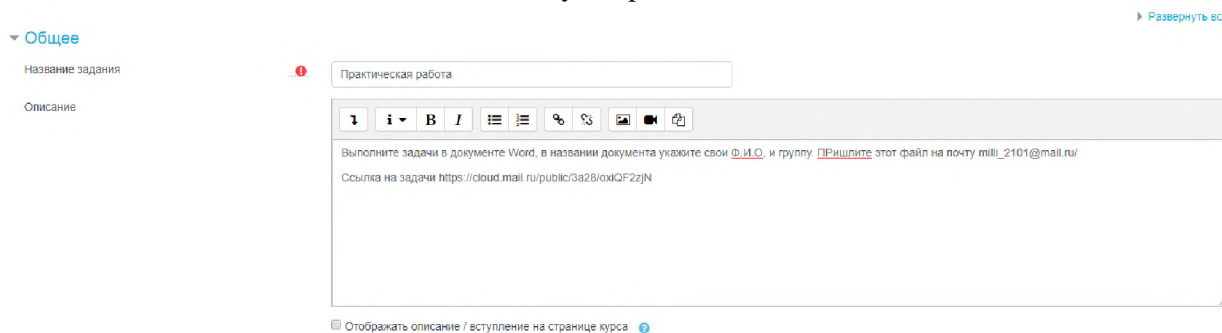 Развернуть вс
Общее
Название задания
Практическая работа
Описание
B I
Выполните задачи в документе Word, в названии документа укажите свои Ф.И.О. и группу. ПРишлите этот файл на почту milli_2101@mail.ru/
Ссылка на задачи https://cloud.mail.ru/public/3a28/oxiQF2zjN
Отображать описание / вступление на странице курса